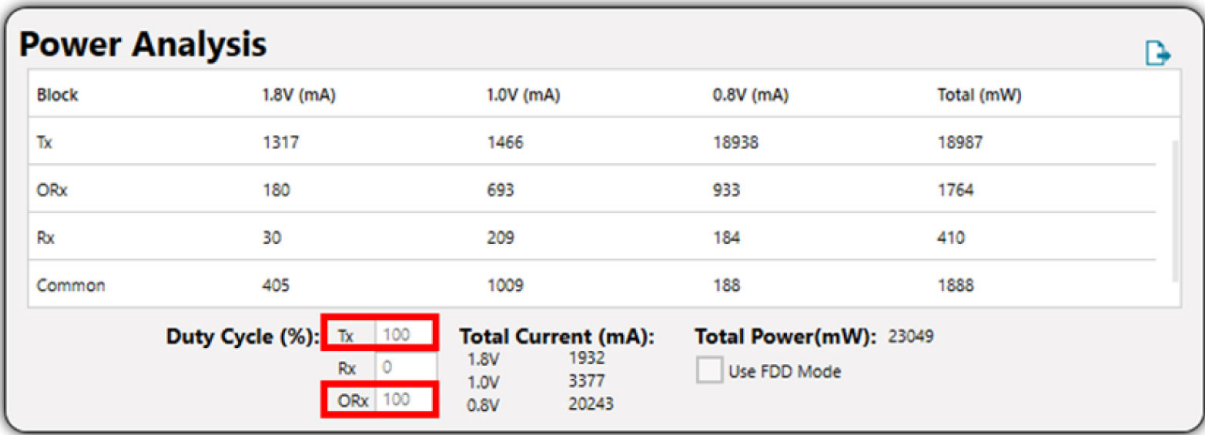 Power Analysis
Block 1.8V (mA) 1.0V (mA) 0.8V (mA) Total (mW)
Tx 1317 1466 18938 18987
ORx 180 693 933 1764
Rx 30 209 184 410
Common 405 1009 188 1888
Duty Cycle (%): Tx 100 Total Current (mA): Total Power(mW): 23049
Rx 0 1.8V 1932 Use FDD Mode
1.0V 3377
ORx 100 0.8V 20243